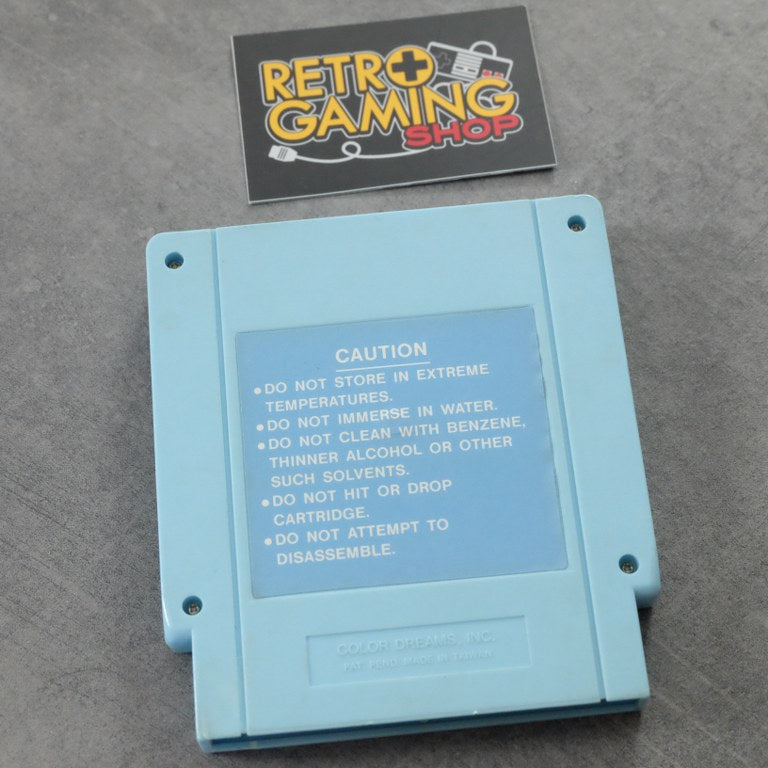 RETRO
GAMING
SHOP
CAUTION
•DO NOT STORE IN EXTREME
TEMPERATURES.
•DO NOT IMMERSE IN WATER.
•DO NOT CLEAN WITH BENZENE,
THINNER ALCOHOL OR OTHER
SUCH SOLVENTS.
•DO NOT HIT OR DROP
CARTRIDGE.
•DO NOT ATTEMPT TO
DISASSEMBLE.
COLOR DREAMS, INC.
PAT. PEND. MADE IN TAIWAN